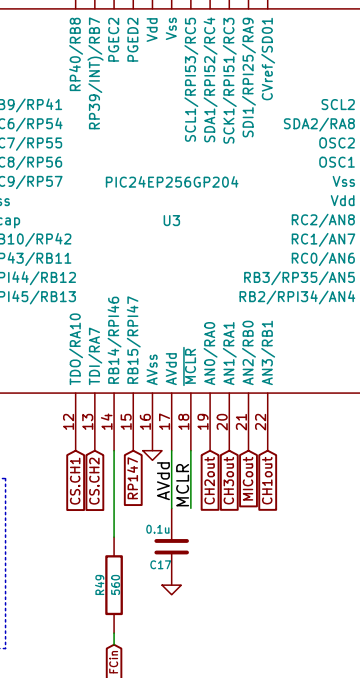 RP40/RB8
RP39/INT)/RB7
PGEC2
PGED2
Vdd
Vss
SCL1/RPI53/RC5
SDA1/RPI52/RC4
SCK1/RPI51/RC3
SDI1/RPI25/RA9
CVref/SDO1
B9/RP41
C6/RP54
C7/RP55
C8/RP56
C9/RP57
ss
cap
B10/RP42
P43/RB11
PI44/RB12
PI45/RB13
SCL2
SDA2/RA8
OSC2
OSC1
Vss
Vdd
RC2/AN8
RC1/AN7
RC0/AN6
RB3/RP35/AN5
RB2/RPI34/AN4
PIC24EP256GP204
U3
TDO/RA10
TDI/RA7
RB14/RPI46
RB15/RPI47
AVss
AVdd
MCLR
AN0/RA0
AN1/RA1
AN2/RB0
AN3/RB1
12
13
14
15
16
17
18
19
20
21
22
CS.CH1
CS.CH2
RP147
AVdd
MCLR
CH2out
CH3out
MICout
CH1out
0.1u
C17
R49
560
FCin